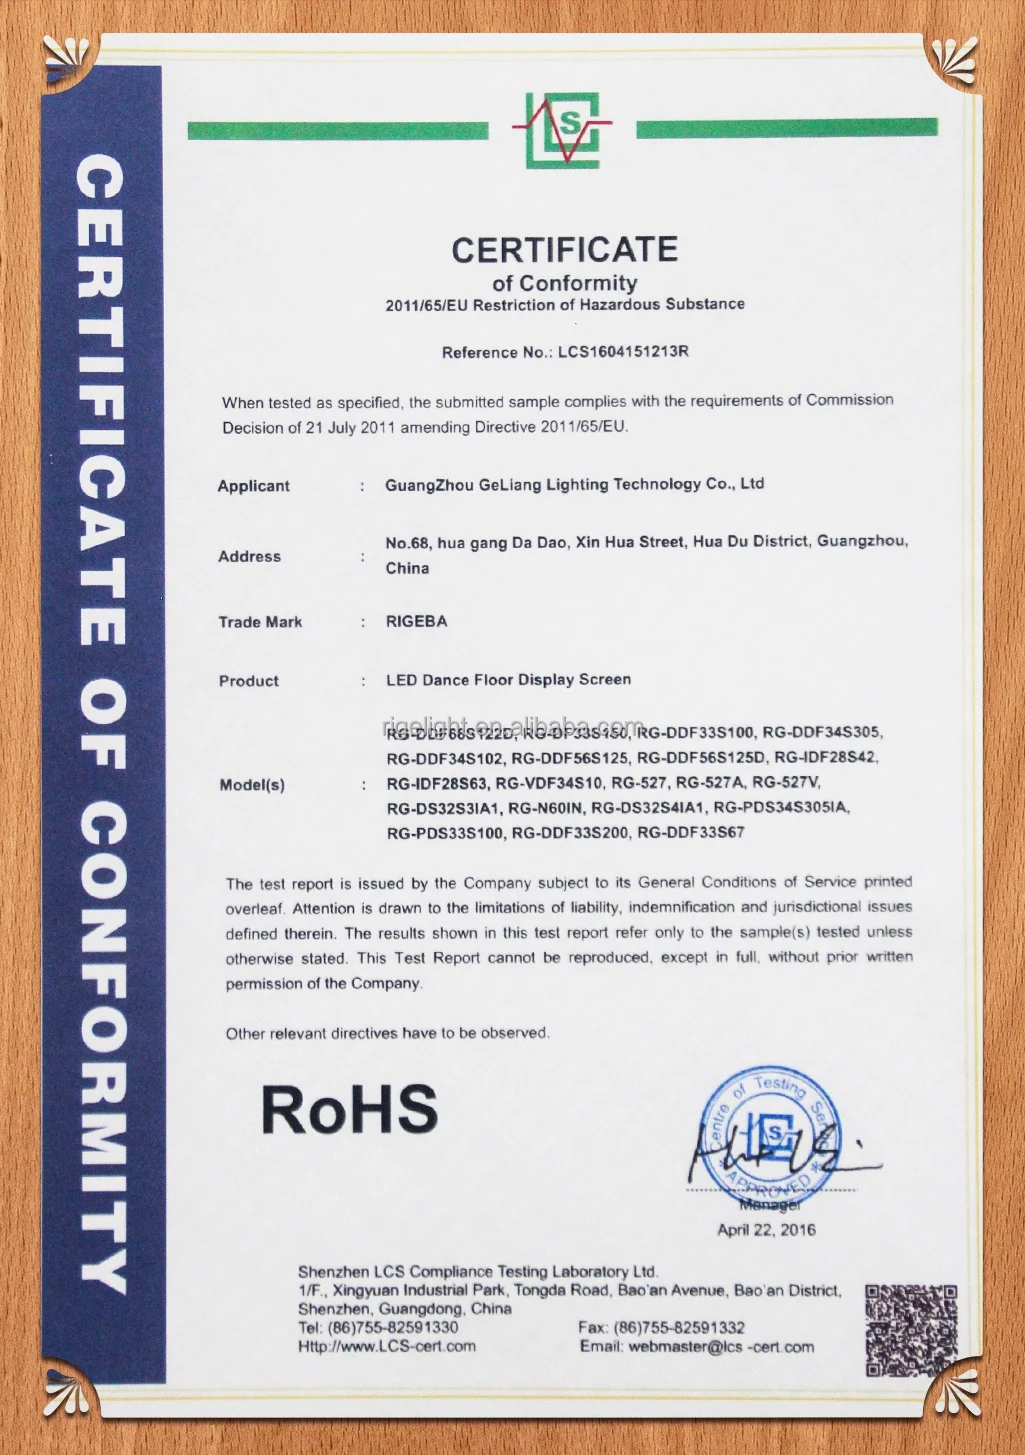 CERTIFICATE OF CONFORMITY
LCS
CERTIFICATE
of Conformity
2011/65/EU Restriction of Hazardous Substance
Reference No.: LCS1604151213R
When tested as specified, the submitted sample complies with the requirements of Commission
Decision of 21 July 2011 amending Directive 2011/65/EU.
Applicant : GuangZhou GeLiang Lighting Technology Co., Ltd
Address : No.68, hua gang Da Dao, Xin Hua Street, Hua Du District, Guangzhou,
China
Trade Mark : RIGEBA
Product : LED Dance Floor Display Screen
rigelight.en.alibaba.com
RG-DDF68S122D, RG-DF33S150, RG-DDF33S100, RG-DDF34S305,
RG-DDF34S102, RG-DDF56S125, RG-DDF56S125D, RG-IDF28S42,
Model(s) : RG-IDF28S63, RG-VDF34S10, RG-527, RG-527A, RG-527V,
RG-DS32S3IA1, RG-N60IN, RG-DS32S4IA1, RG-PDS34S305IA,
RG-PDS33S100, RG-DDF33S200, RG-DDF33S67
The test report is issued by the Company subject to its General Conditions of Service printed
overleaf. Attention is drawn to the limitations of liability, indemnification and jurisdictional issues
defined therein. The results shown in this test report refer only to the sample(s) tested unless
otherwise stated. This Test Report cannot be reproduced, except in full, without prior written
permission of the Company.
Other relevant directives have to be observed.
RoHS
Centre of Testing Service
LCS
* APPROVED *
Manager
April 22, 2016
Shenzhen LCS Compliance Testing Laboratory Ltd.
1/F., Xingyuan Industrial Park, Tongda Road, Bao'an Avenue, Bao'an District,
Shenzhen, Guangdong, China
Tel: (86)755-82591330 Fax: (86)755-82591332
Http://www.LCS-cert.com Email: webmaster@lcs -cert.com